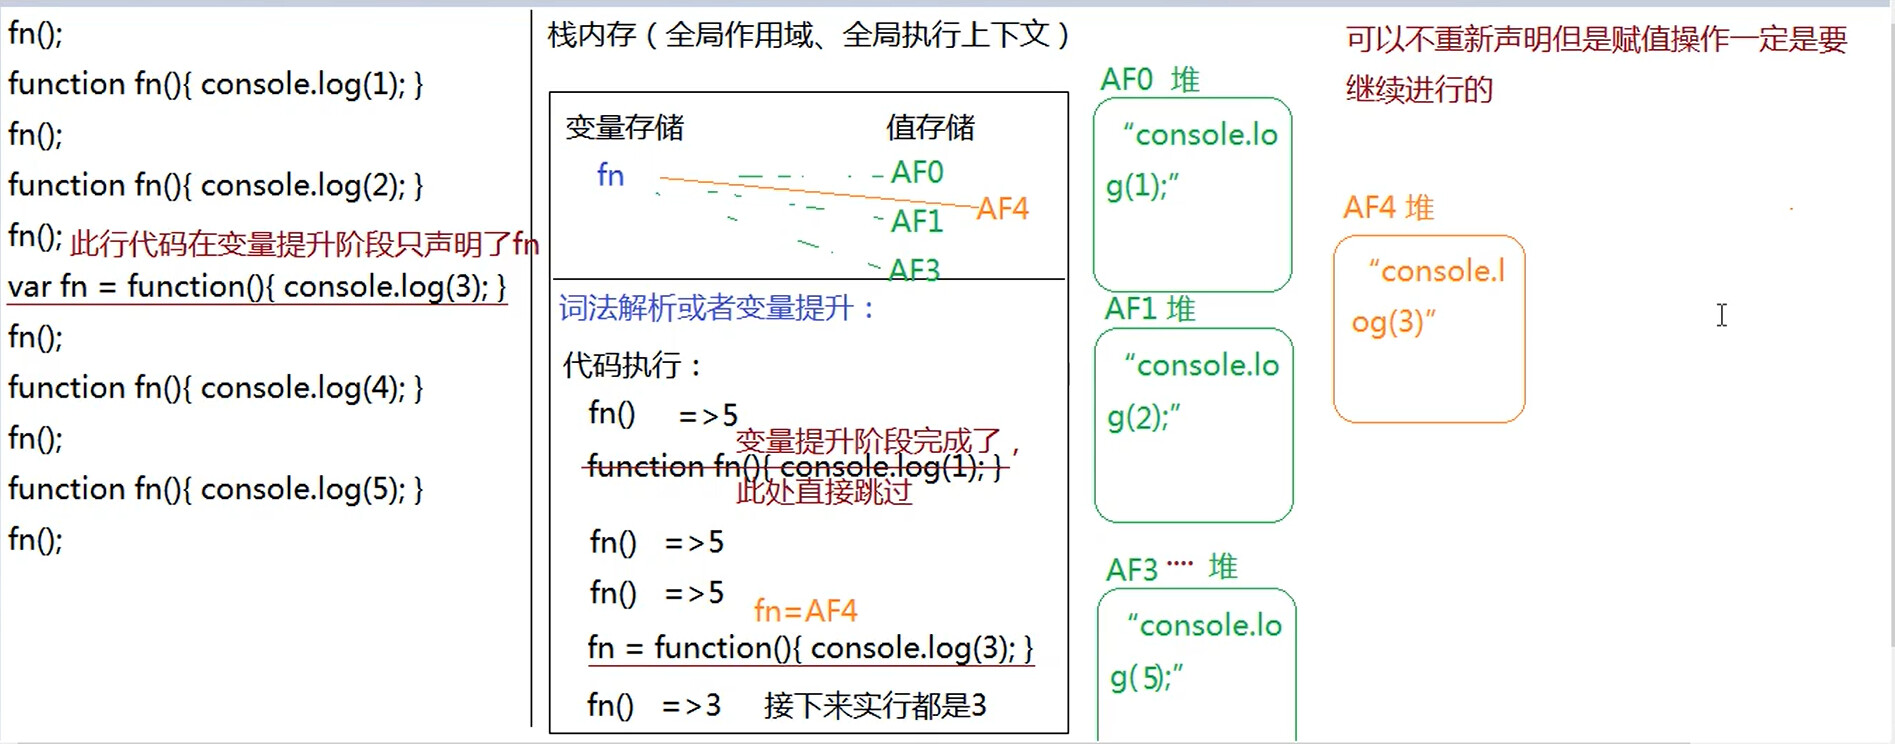 fn();
function fn(){ console.log(1); }
fn();
function fn(){ console.log(2); }
fn();
此行代码在变量提升阶段只声明了fn
var fn = function(){ console.log(3); }
fn();
function fn(){ console.log(4); }
fn();
function fn(){ console.log(5); }
fn();
栈内存（全局作用域、全局执行上下文）
变量存储 值存储
fn
AF0
AF4
AF1
AF3
词法解析或者变量提升：
代码执行：
fn() =>5
变量提升阶段完成了，
function fn(){ console.log(1); }
此处直接跳过
fn() =>5
fn() =>5
fn=AF4
fn = function(){ console.log(3); }
fn() =>3 接下来实行都是3
AF0 堆
“console.lo
g(1);”
AF1 堆
“console.lo
g(2);”
AF3 ···· 堆
“console.lo
g(5);”
可以不重新声明但是赋值操作一定是要
继续进行的
AF4 堆
“console.l
og(3)”